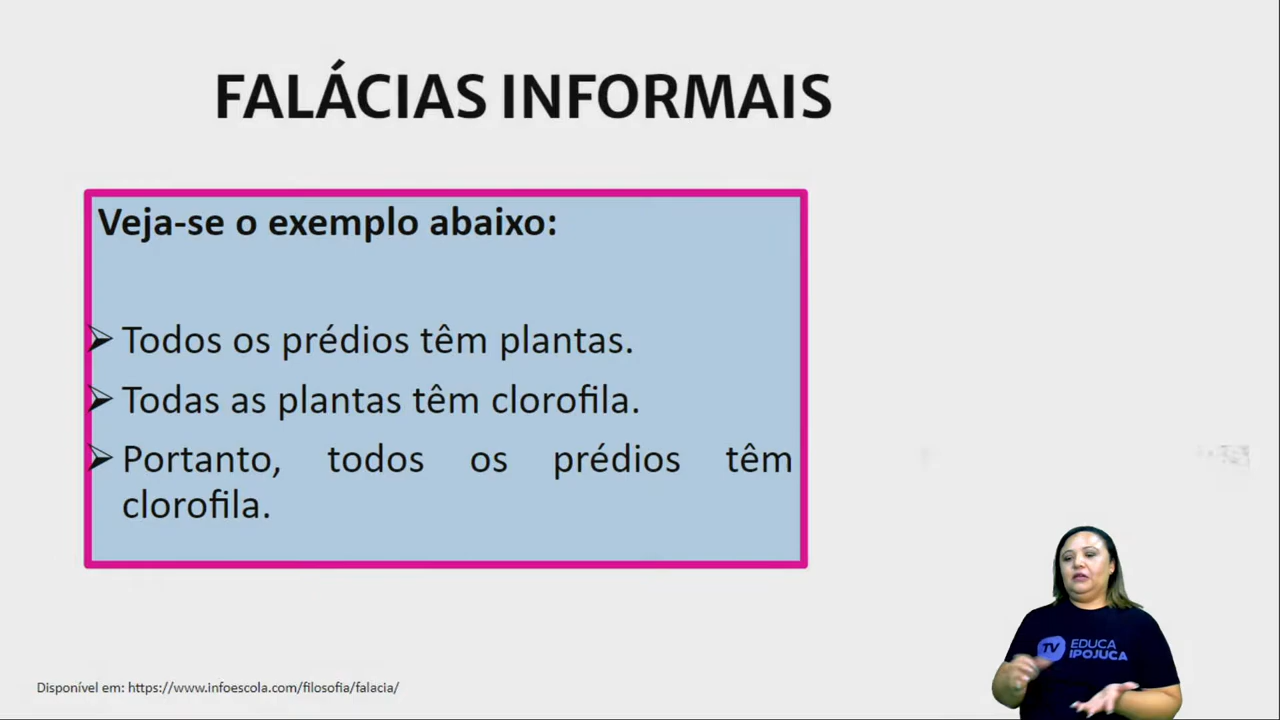 FALÁCIAS INFORMAIS
Veja-se o exemplo abaixo:
➢ Todos os prédios têm plantas.
➢ Todas as plantas têm clorofila.
➢ Portanto, todos os prédios têm
clorofila.
TV EDUCA
IPOJUCA
Disponível em: https://www.infoescola.com/filosofia/falacia/